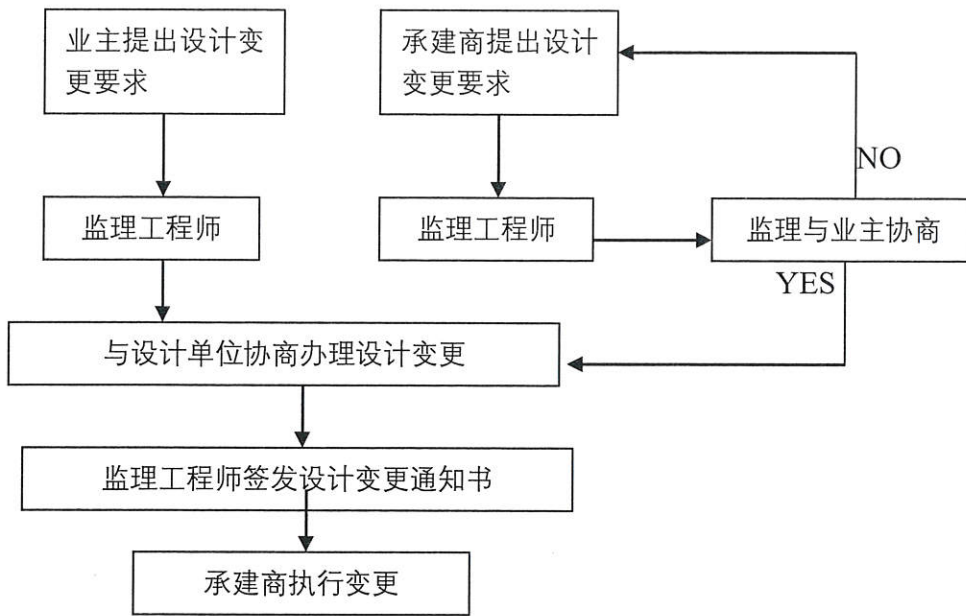 业主提出设计变
更要求
承建商提出设计
变更要求
NO
监理工程师
监理工程师
监理与业主协商
YES
与设计单位协商办理设计变更
监理工程师签发设计变更通知书
承建商执行变更